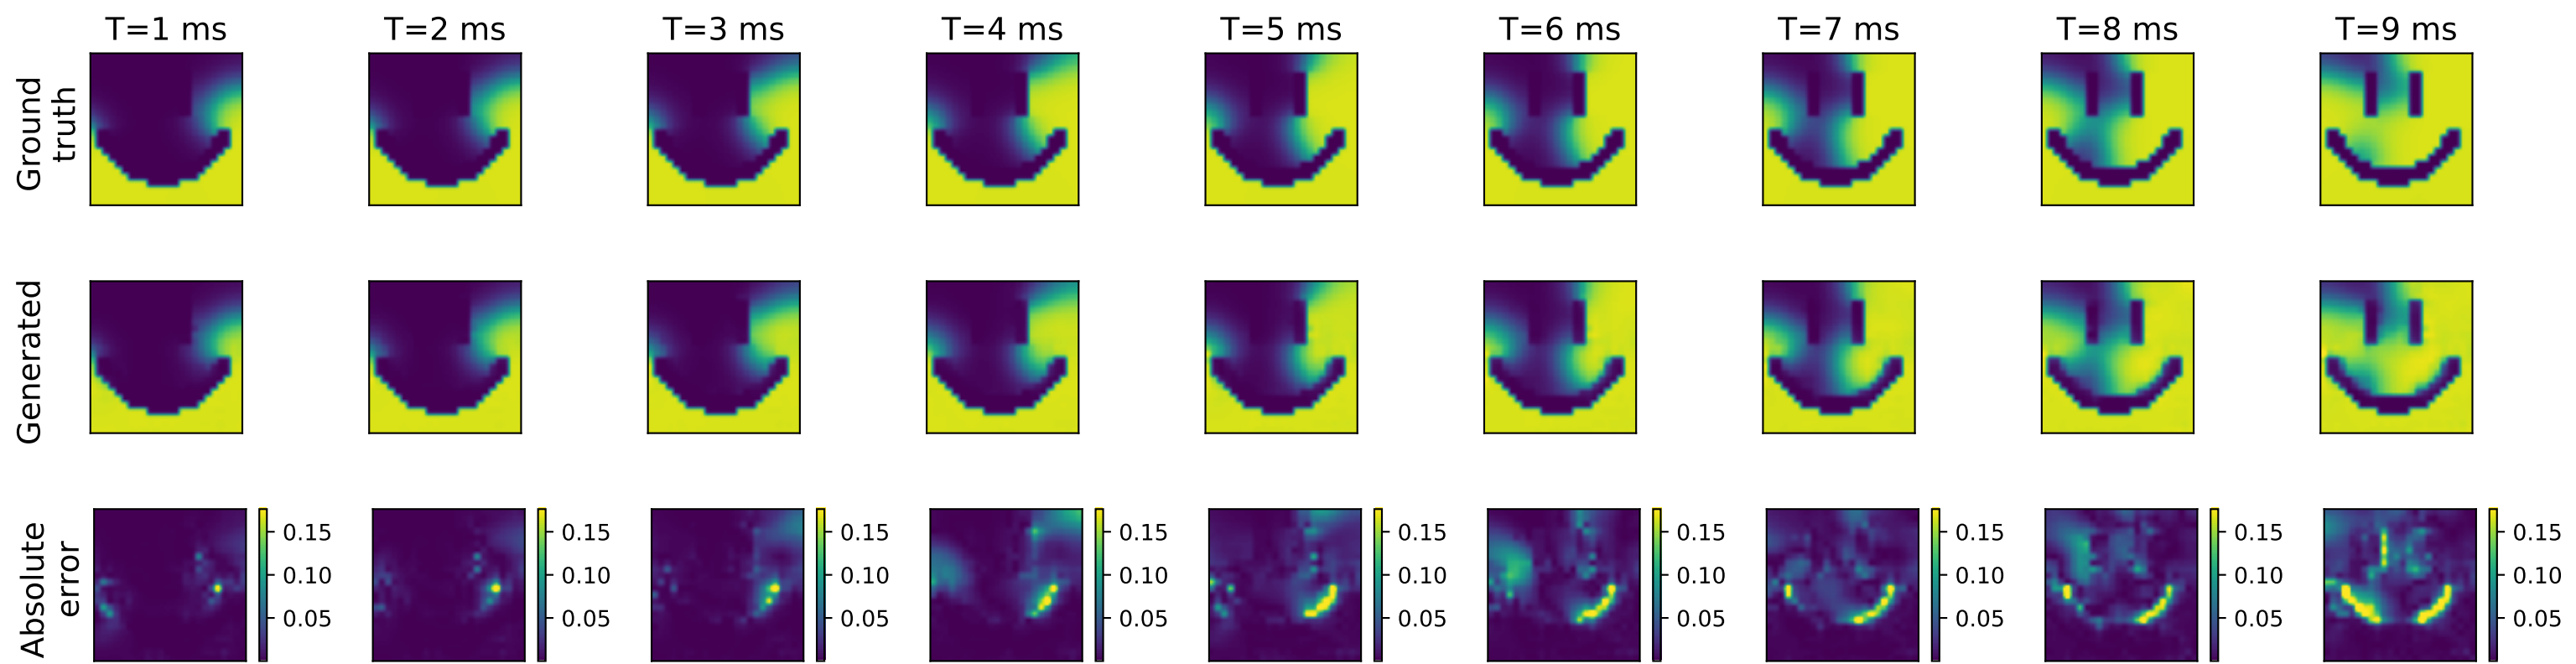 T=1 ms T=2 ms T=3 ms T=4 ms T=5 ms T=6 ms T=7 ms T=8 ms T=9 ms
Ground
truth
Generated
Absolute
error
0.15 0.15 0.15 0.15 0.15 0.15 0.15 0.15 0.15
0.10 0.10 0.10 0.10 0.10 0.10 0.10 0.10 0.10
0.05 0.05 0.05 0.05 0.05 0.05 0.05 0.05 0.05